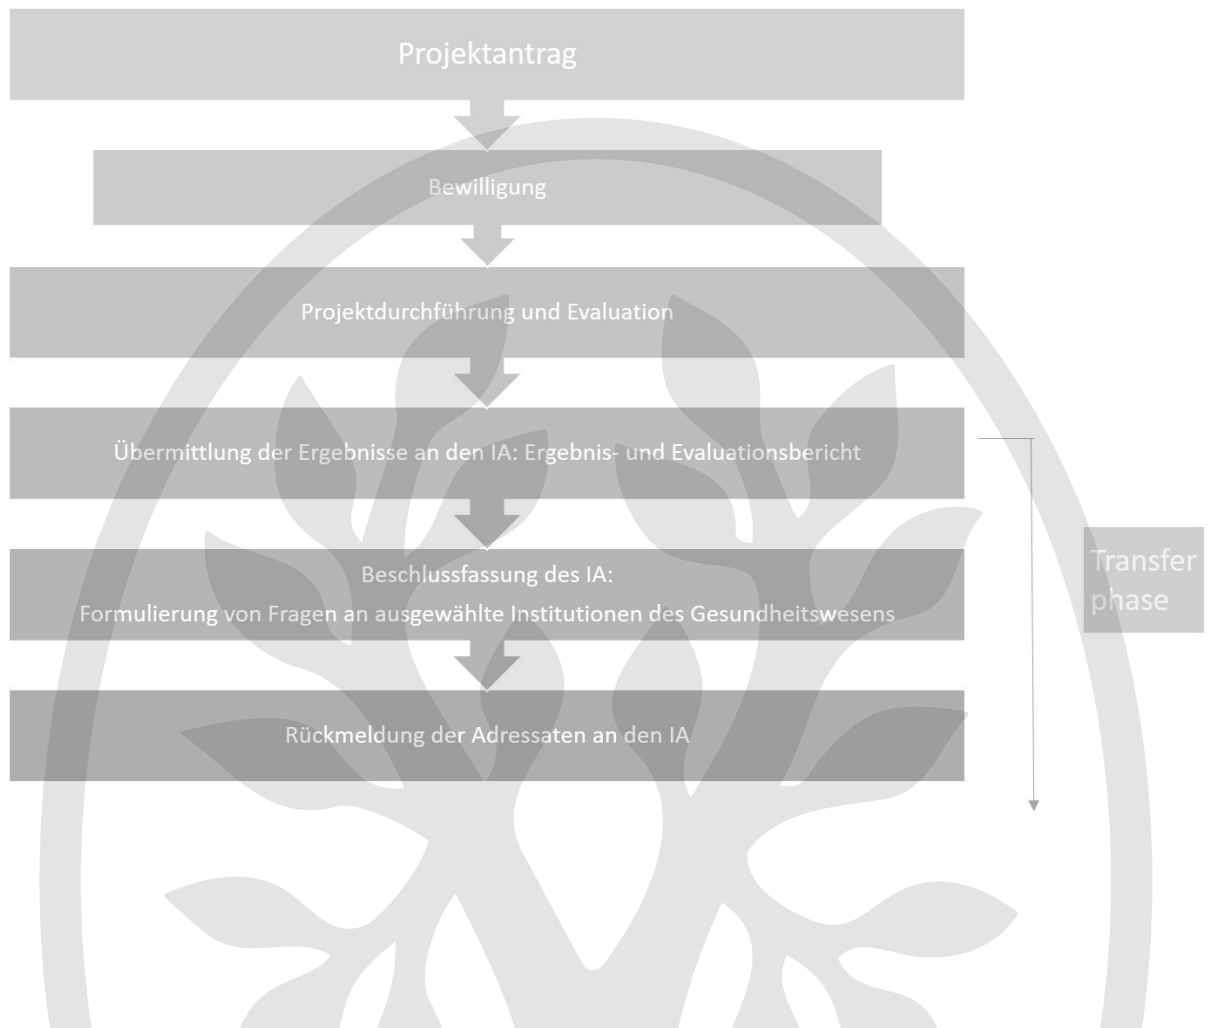 Projektantrag
Bewilligung
Projektdurchführung und Evaluation
Übermittlung der Ergebnisse an den IA: Ergebnis- und Evaluationsbericht
Beschlussfassung des IA:
Formulierung von Fragen an ausgewählte Institutionen des Gesundheitswesens
Rückmeldung der Adressaten an den IA
Transfer
phase